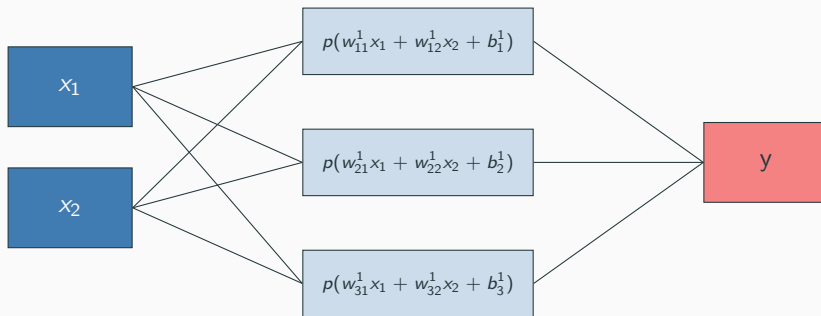 x₁
x₂
p(w¹₁₁x₁ + w¹₁₂x₂ + b¹₁)
p(w¹₂₁x₁ + w¹₂₂x₂ + b¹₂)
p(w¹₃₁x₁ + w¹₃₂x₂ + b¹₃)
y